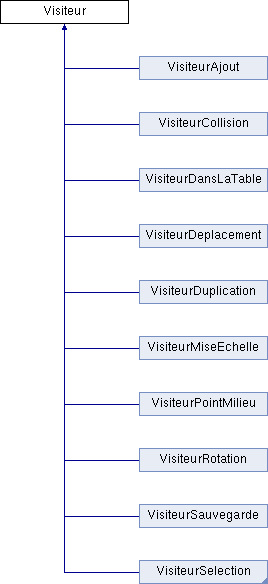 Visiteur
VisiteurAjout
VisiteurCollision
VisiteurDansLaTable
VisiteurDeplacement
VisiteurDuplication
VisiteurMiseEchelle
VisiteurPointMilieu
VisiteurRotation
VisiteurSauvegarde
VisiteurSelection